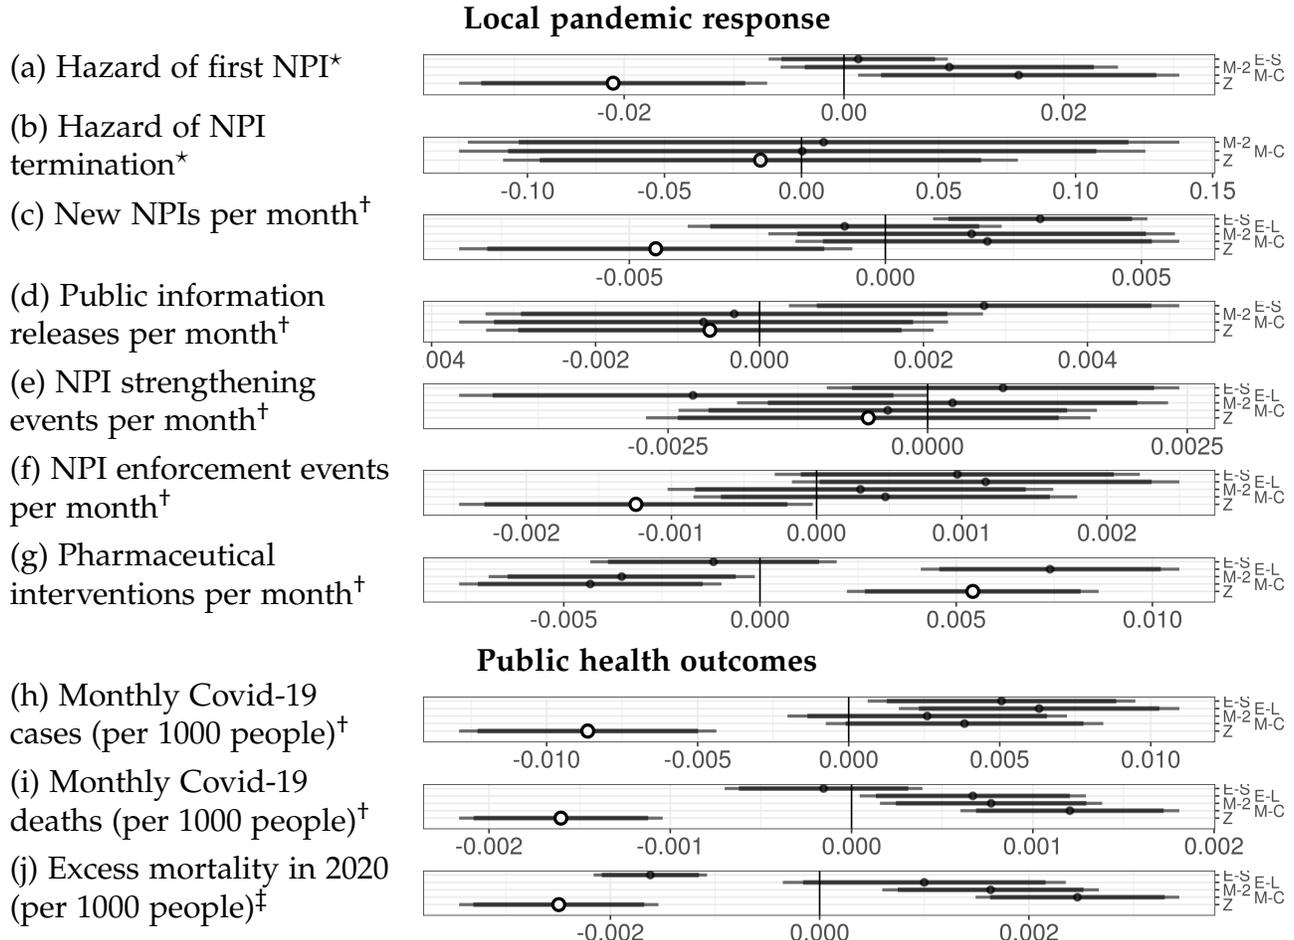 Local pandemic response
(a) Hazard of first NPI⋆
E-S
M-2 M-C
Z
-0.02 0.00 0.02
(b) Hazard of NPI
termination⋆
M-2
M-C
Z
-0.10 -0.05 0.00 0.05 0.10 0.15
(c) New NPIs per month†
E-S E-L
M-2 M-C
Z
-0.005 0.000 0.005
(d) Public information
releases per month†
E-S
M-2 M-C
Z
004 -0.002 0.000 0.002 0.004
(e) NPI strengthening
events per month†
E-S E-L
M-2 M-C
Z
-0.0025 0.0000 0.0025
(f) NPI enforcement events
per month†
E-S E-L
M-2 M-C
Z
-0.002 -0.001 0.000 0.001 0.002
(g) Pharmaceutical
interventions per month†
E-S E-L
M-2 M-C
Z
-0.005 0.000 0.005 0.010
Public health outcomes
(h) Monthly Covid-19
cases (per 1000 people)†
E-S E-L
M-2 M-C
Z
-0.010 -0.005 0.000 0.005 0.010
(i) Monthly Covid-19
deaths (per 1000 people)†
E-S E-L
M-2 M-C
Z
-0.002 -0.001 0.000 0.001 0.002
(j) Excess mortality in 2020
(per 1000 people)‡
E-S E-L
M-2 M-C
Z
-0.002 0.000 0.002